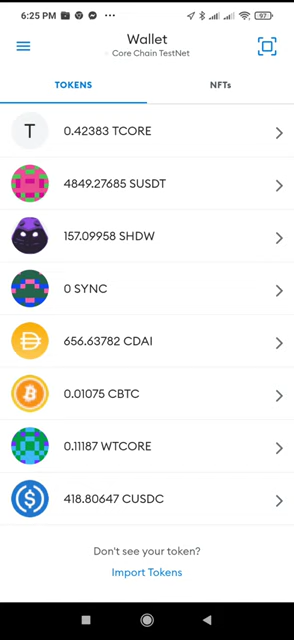 6:25 PM
97
Wallet
Core Chain TestNet
TOKENS
NFTs
T
0.42383 TCORE
4849.27685 SUSDT
157.09958 SHDW
0 SYNC
656.63782 CDAI
0.01075 CBTC
0.11187 WTCORE
418.80647 CUSDC
Don't see your token?
Import Tokens